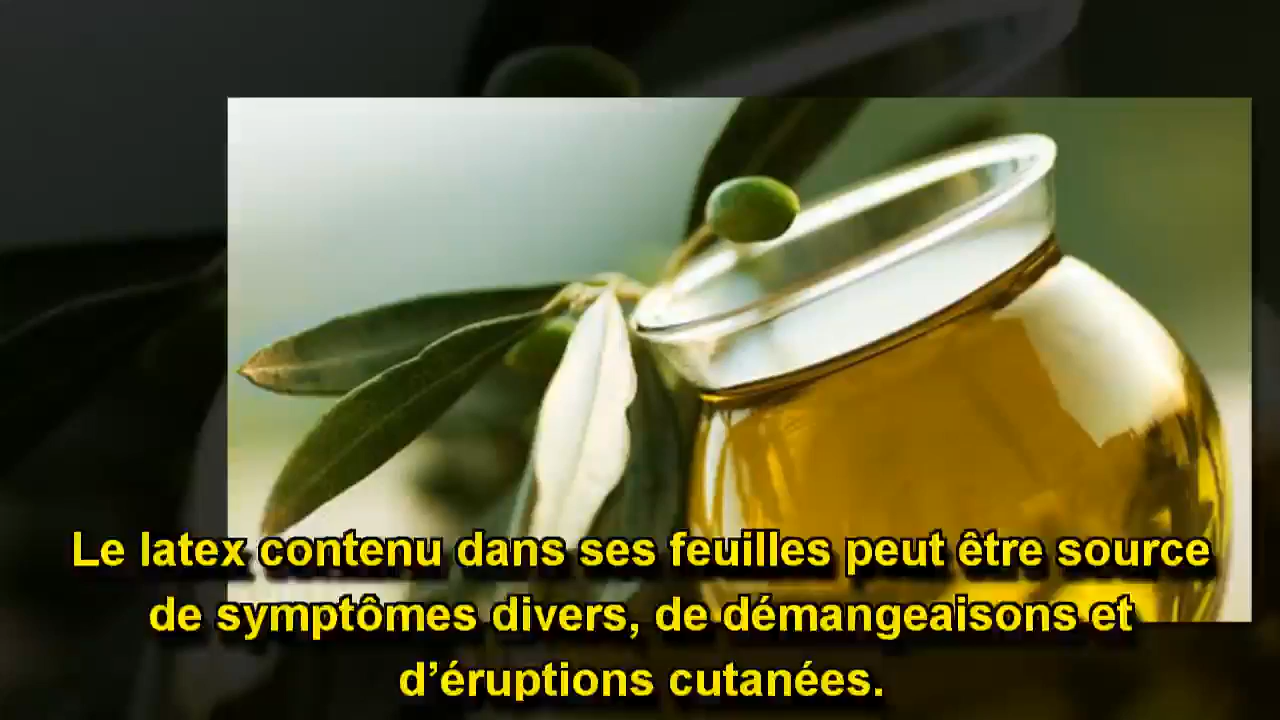 Le latex contenu dans ses feuilles peut être source
de symptômes divers, de démangeaisons et
d’éruptions cutanées.